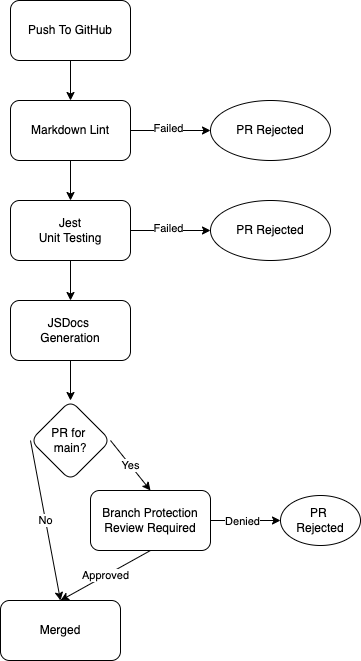 Push To GitHub
Markdown Lint
Failed
PR Rejected
Jest
Unit Testing
Failed
PR Rejected
JSDocs
Generation
PR for
main?
Yes
No
Branch Protection
Review Required
Denied
PR
Rejected
Approved
Merged